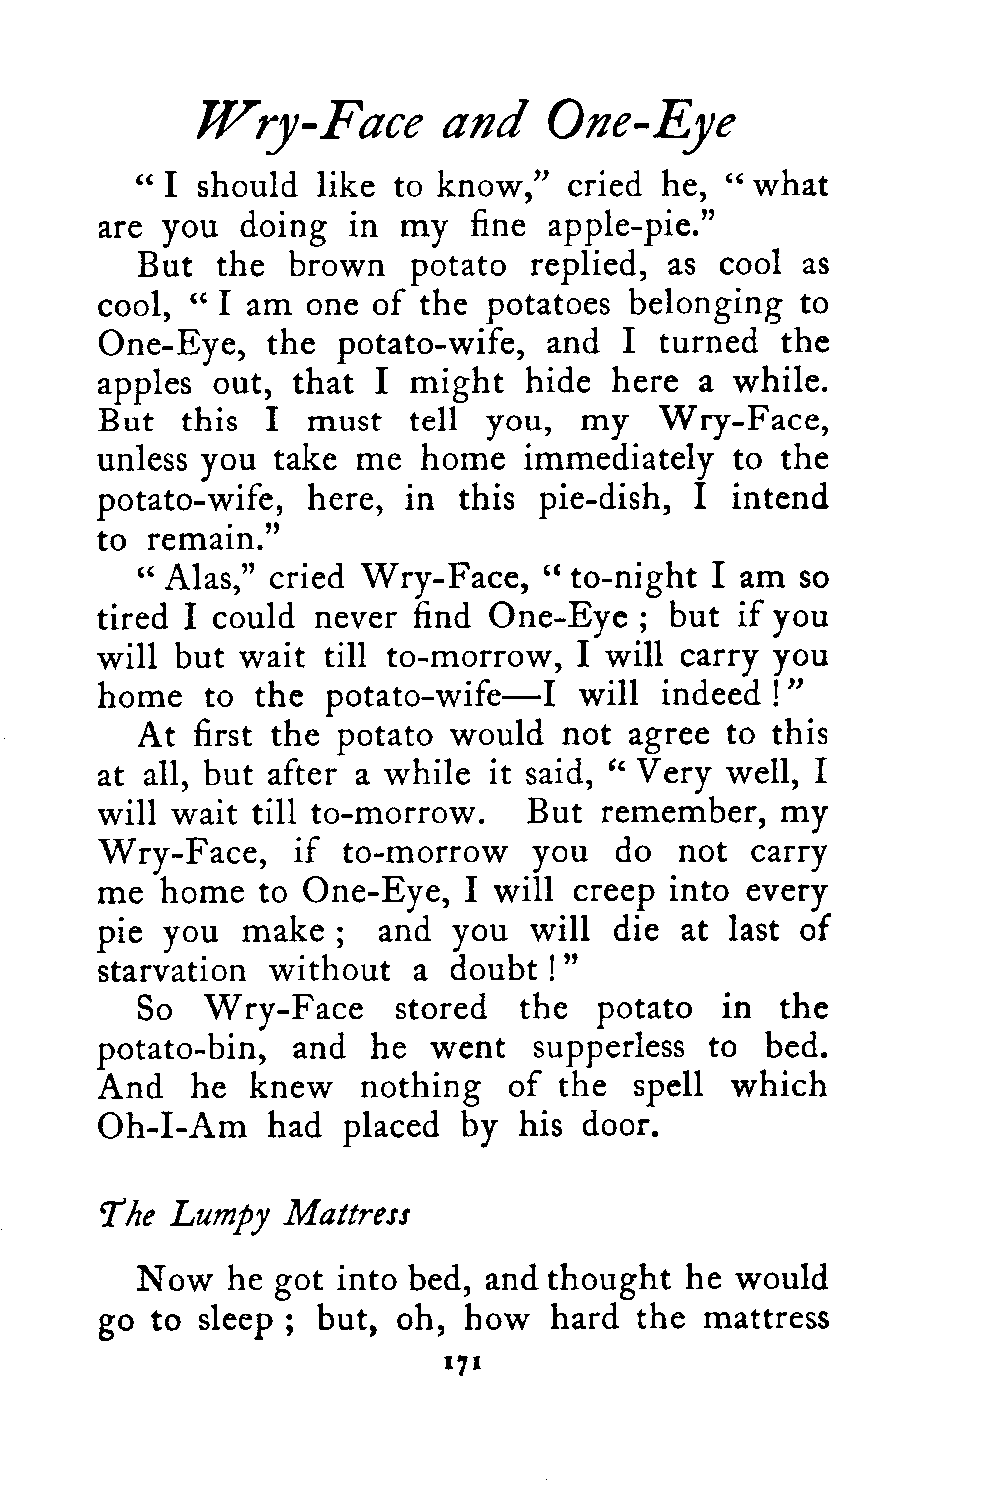 Wry-Face and One-Eye
“ I should like to know,” cried he, “ what
are you doing in my fine apple-pie.”
But the brown potato replied, as cool as
cool, “ I am one of the potatoes belonging to
One-Eye, the potato-wife, and I turned the
apples out, that I might hide here a while.
But this I must tell you, my Wry-Face,
unless you take me home immediately to the
potato-wife, here, in this pie-dish, I intend
to remain.”
“ Alas,” cried Wry-Face, “ to-night I am so
tired I could never find One-Eye ; but if you
will but wait till to-morrow, I will carry you
home to the potato-wife—I will indeed ! ”
At first the potato would not agree to this
at all, but after a while it said, “ Very well, I
will wait till to-morrow. But remember, my
Wry-Face, if to-morrow you do not carry
me home to One-Eye, I will creep into every
pie you make ; and you will die at last of
starvation without a doubt ! ”
So Wry-Face stored the potato in the
potato-bin, and he went supperless to bed.
And he knew nothing of the spell which
Oh-I-Am had placed by his door.
The Lumpy Mattress
Now he got into bed, and thought he would
go to sleep ; but, oh, how hard the mattress
171